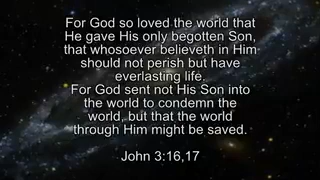 For God so loved the world that
He gave His only begotten Son,
that whosoever believeth in Him
should not perish but have
everlasting life.
For God sent not His Son into
the world to condemn the
world, but that the world
through Him might be saved.
John 3:16,17